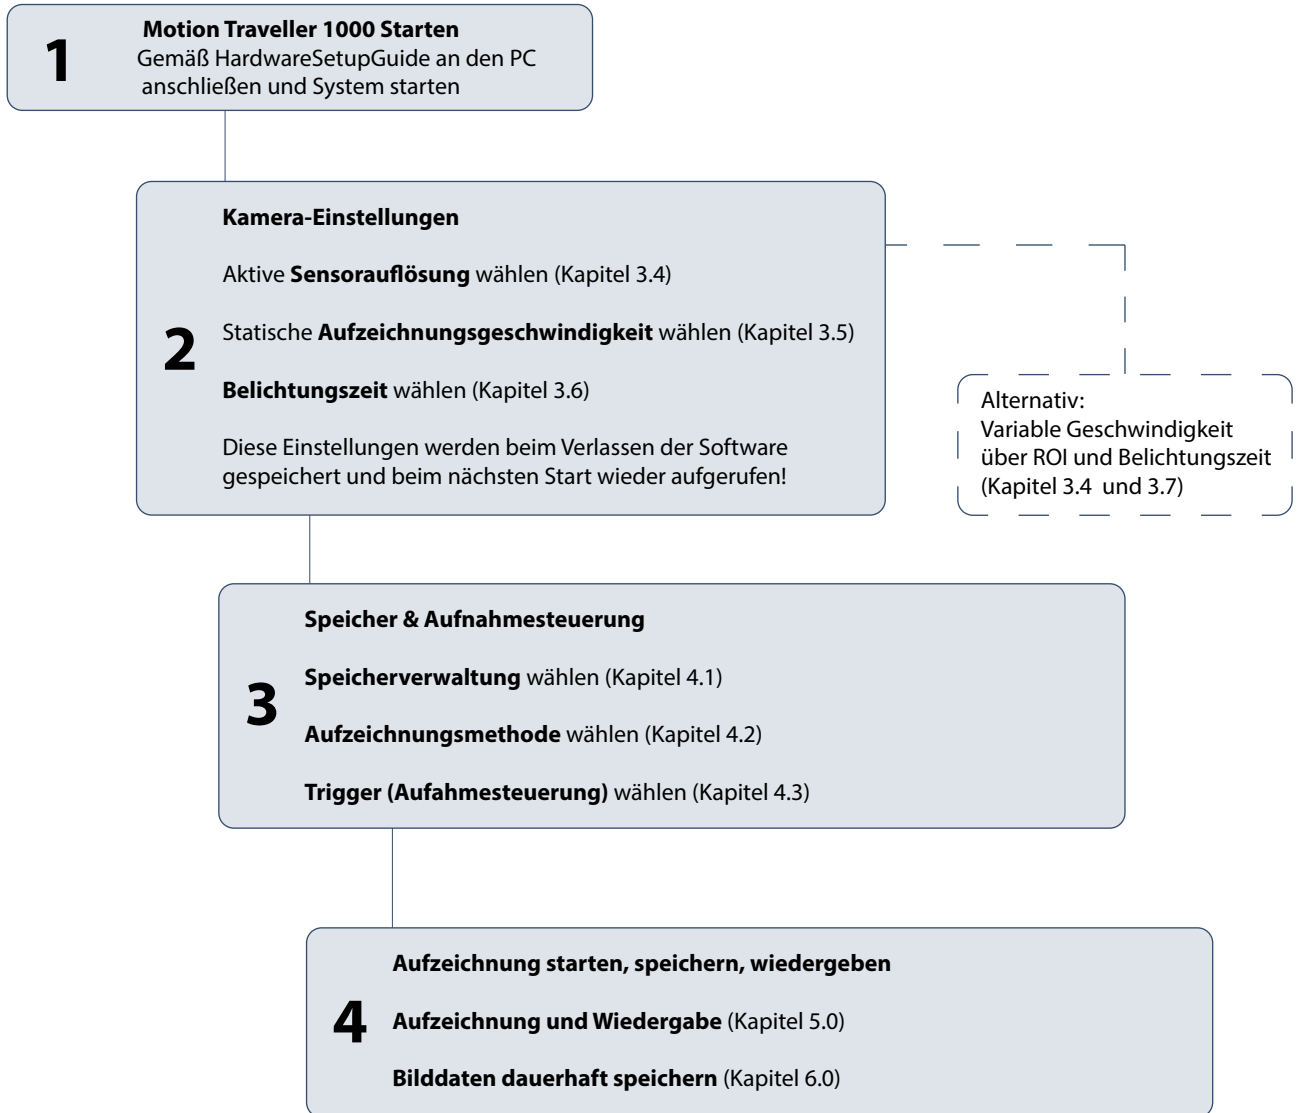 1
Motion Traveller 1000 Starten
Gemäß HardwareSetupGuide an den PC
anschließen und System starten
2
Kamera-Einstellungen
Aktive Sensorauflösung wählen (Kapitel 3.4)
Statische Aufzeichnungsgeschwindigkeit wählen (Kapitel 3.5)
Belichtungszeit wählen (Kapitel 3.6)
Diese Einstellungen werden beim Verlassen der Software
gespeichert und beim nächsten Start wieder aufgerufen!
Alternativ:
Variable Geschwindigkeit
über ROI und Belichtungszeit
(Kapitel 3.4 und 3.7)
3
Speicher & Aufnahmesteuerung
Speicherverwaltung wählen (Kapitel 4.1)
Aufzeichnungsmethode wählen (Kapitel 4.2)
Trigger (Aufahmesteuerung) wählen (Kapitel 4.3)
4
Aufzeichnung starten, speichern, wiedergeben
Aufzeichnung und Wiedergabe (Kapitel 5.0)
Bilddaten dauerhaft speichern (Kapitel 6.0)